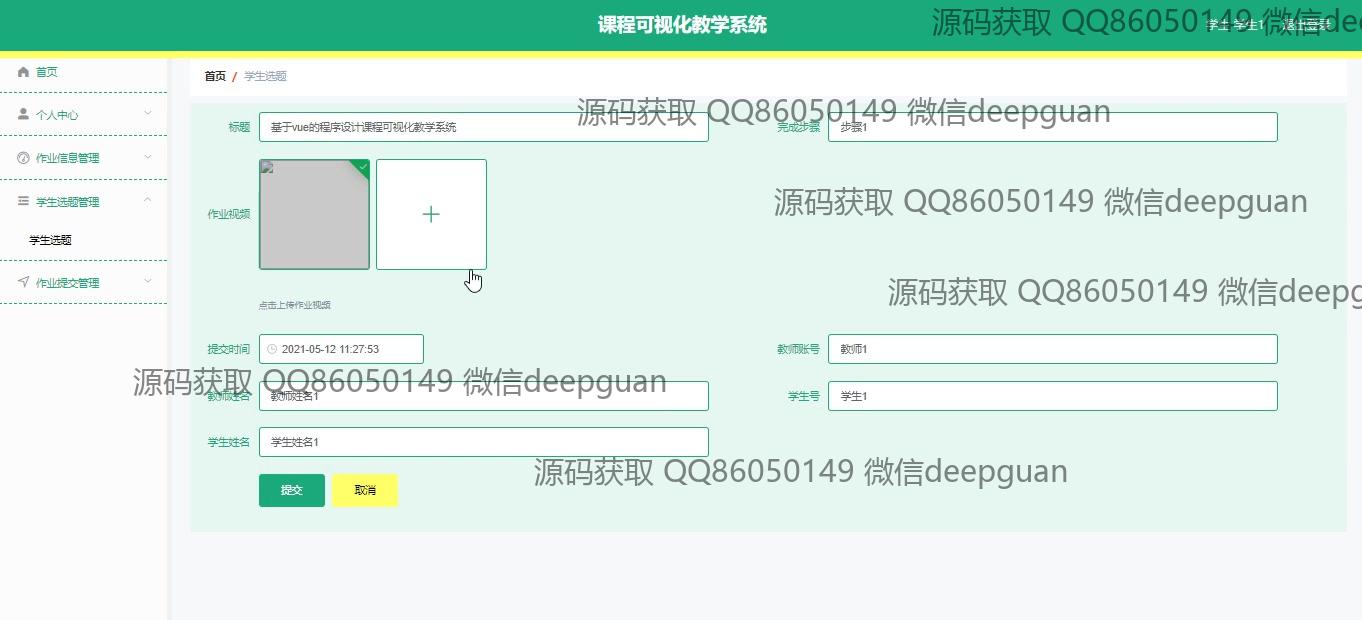 课程可视化教学系统
学生 学生1
退出登录
源码获取 QQ86050149 微信dee
首页
个人中心
作业信息管理
学生选题管理
学生选题
作业提交管理
首页 / 学生选题
源码获取 QQ86050149 微信deepguan
标题
基于vue的程序设计课程可视化教学系统
完成步骤
步骤1
作业视频
源码获取 QQ86050149 微信deepguan
点击上传作业视频
源码获取 QQ86050149 微信deepg
提交时间
2021-05-12 11:27:53
教师账号
教师1
源码获取 QQ86050149 微信deepguan
教师姓名
教师姓名1
学生号
学生1
学生姓名
学生姓名1
源码获取 QQ86050149 微信deepguan
提交
取消